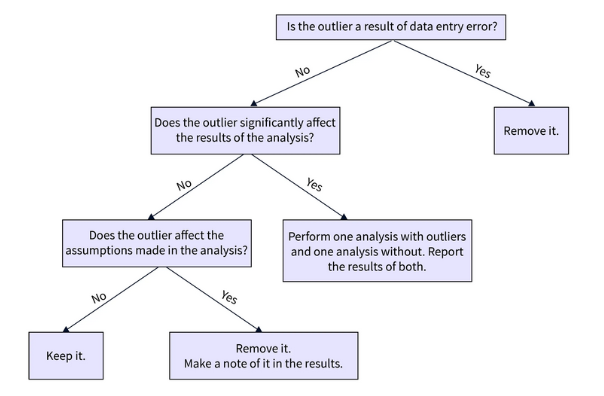 Is the outlier a result of data entry error?
No
Yes
Does the outlier significantly affect
the results of the analysis?
Remove it.
No
Yes
Does the outlier affect the
assumptions made in the analysis?
Perform one analysis with outliers
and one analysis without. Report
the results of both.
No
Yes
Keep it.
Remove it.
Make a note of it in the results.